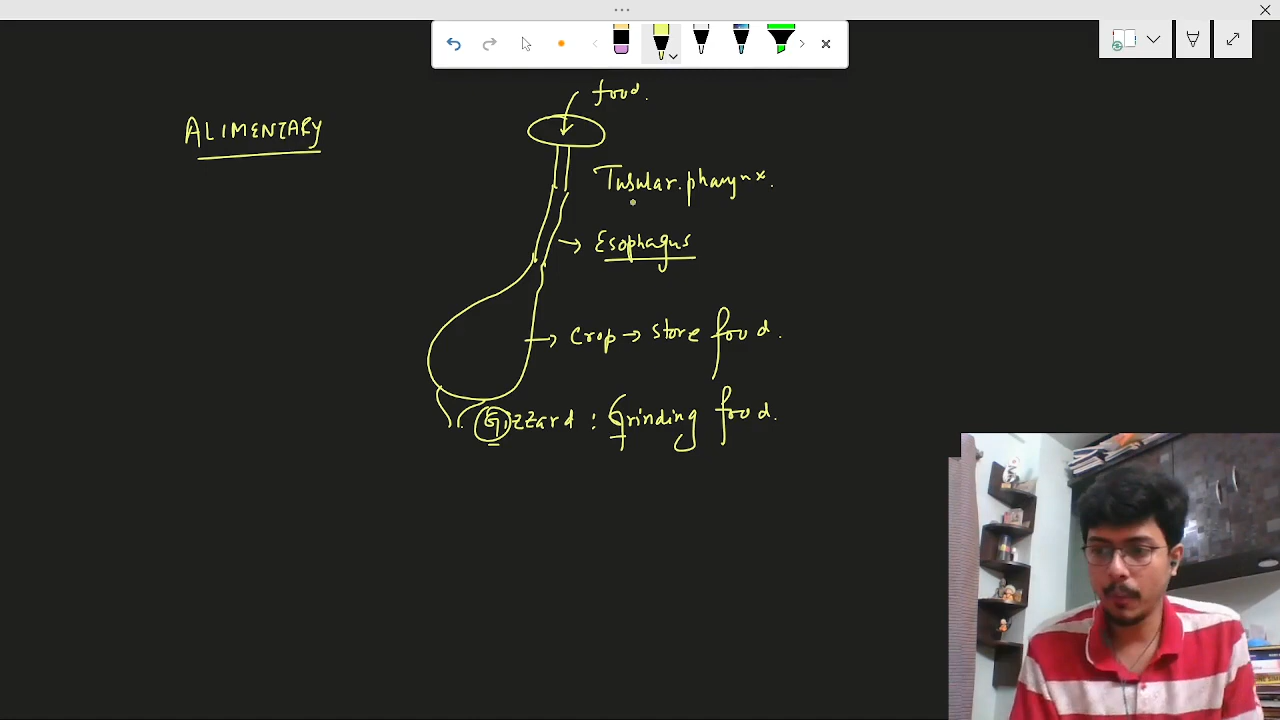 food.
ALIMENTARY
Tubular.pharynx.
→ Esophagus
→ Crop → store food.
Gizzard : Grinding food.